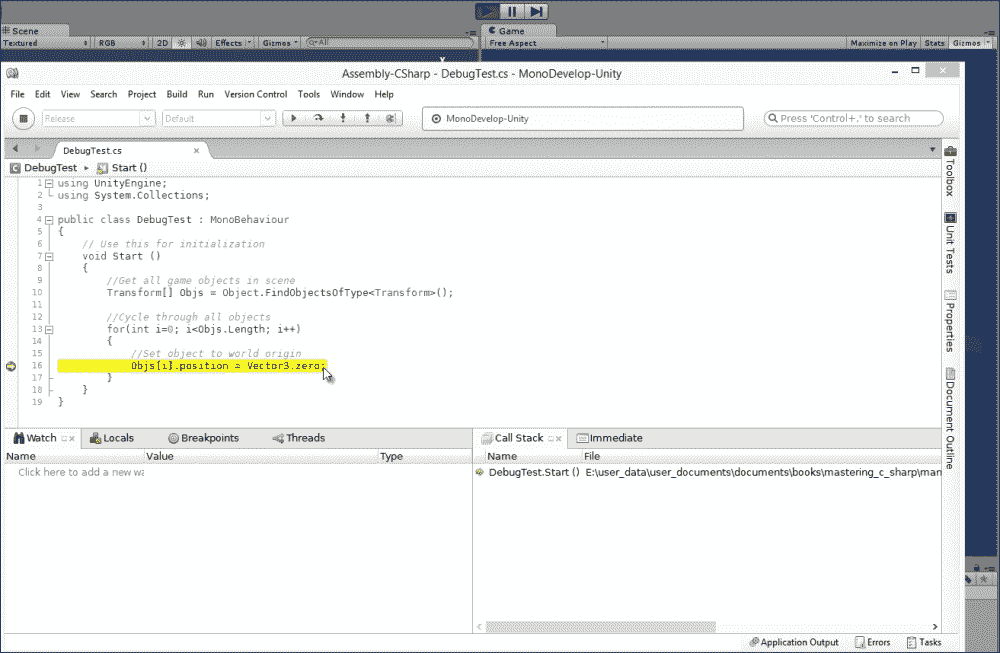 Scene
Game
Textured RGB 2D Effects Gizmos All
Free Aspect Maximize on Play Stats Gizmos
Assembly-CSharp - DebugTest.cs - MonoDevelop-Unity
File Edit View Search Project Build Run Version Control Tools Window Help
Release Default MonoDevelop-Unity Press 'Control+.' to search
DebugTest.cs
DebugTest Start ()
1 using UnityEngine;
2 using System.Collections;
3
4 public class DebugTest : MonoBehaviour
5 {
6 // Use this for initialization
7 void Start ()
8 {
9 //Get all game objects in scene
10 Transform[] Objs = Object.FindObjectsOfType<Transform>();
11
12 //Cycle through all objects
13 for(int i=0; i<Objs.Length; i++)
14 {
15 //Set object to world origin
16 Objs[i].position = Vector3.zero;
17 }
18 }
19 }
Toolbox
Unit Tests
Properties
Document Outline
Watch Locals Breakpoints Threads
Name Value Type
Click here to add a new wa
Call Stack Immediate
Name File
DebugTest.Start () E:\user_data\user_documents\documents\books\mastering_c_sharp\man
Application Output Errors Tasks